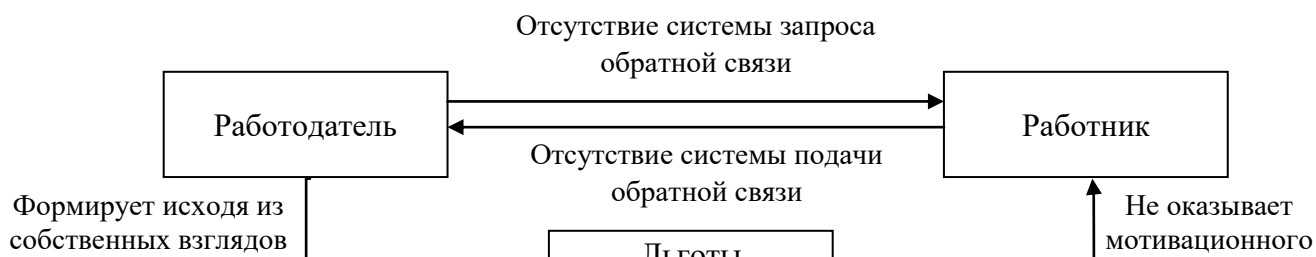 Отсутствие системы запроса
обратной связи
Работодатель
Работник
Отсутствие системы подачи
обратной связи
Формирует исходя из
собственных взглядов
Не оказывает
мотивационного
Льготы